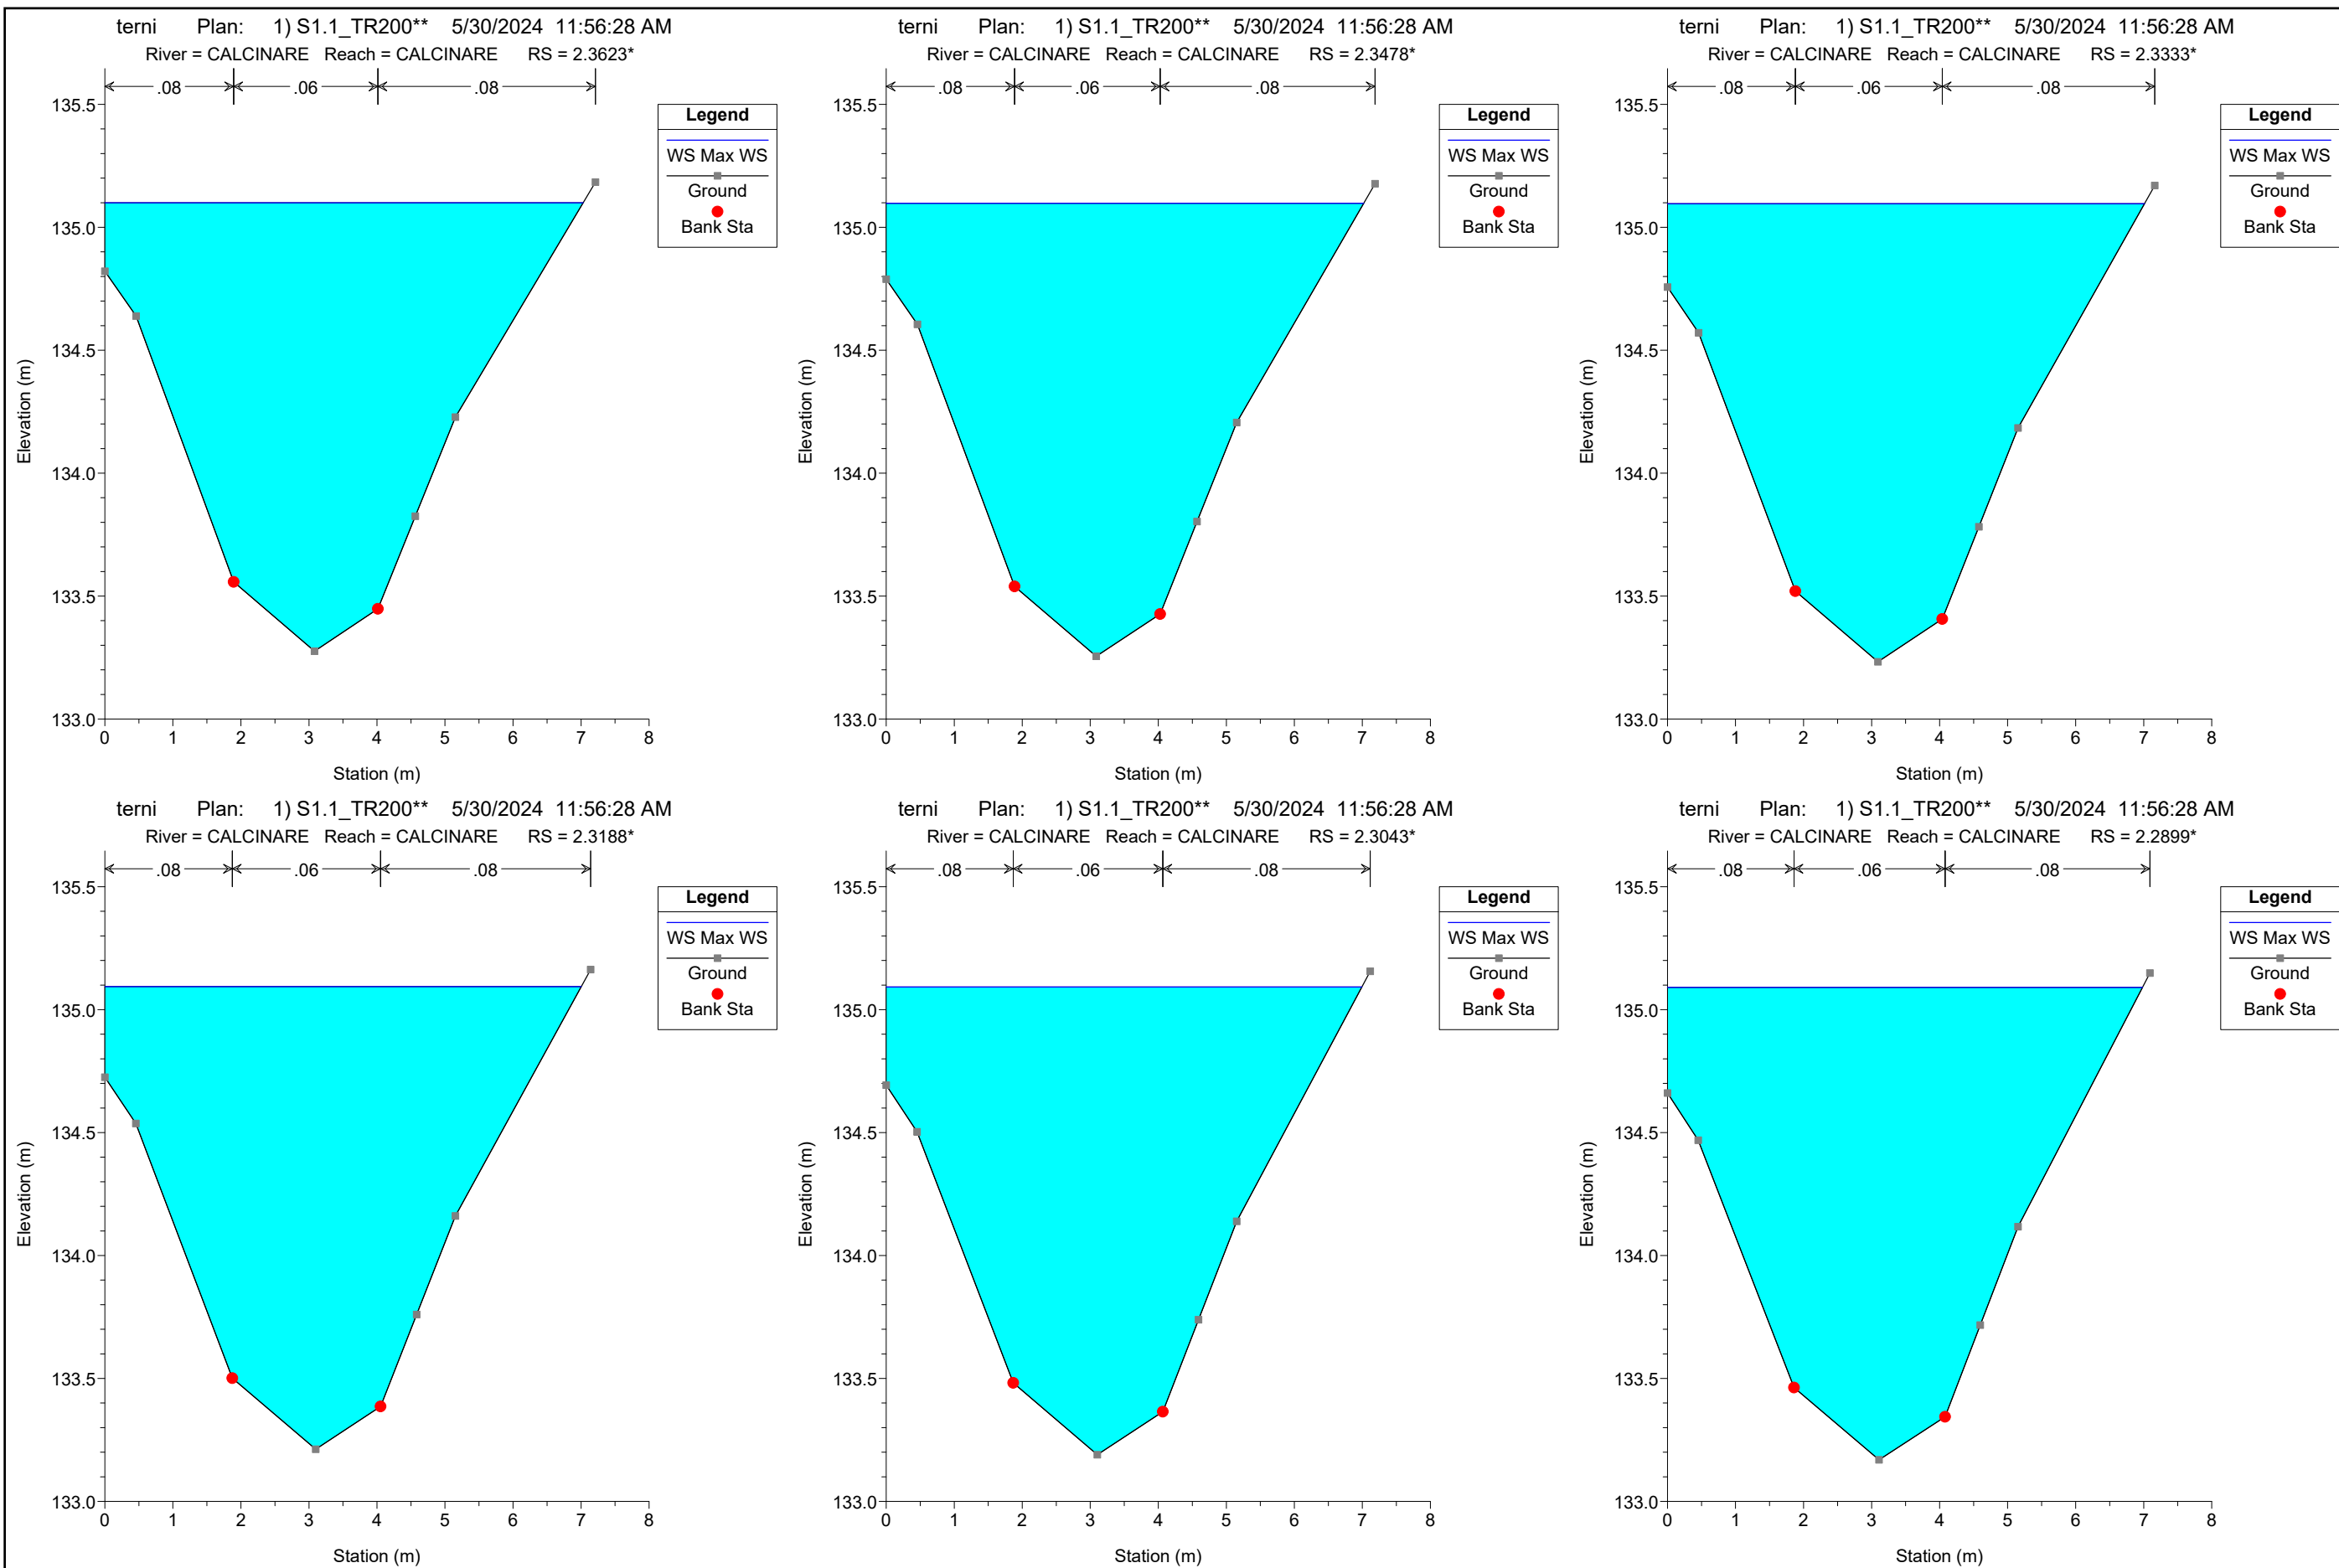 terni Plan: 1) S1.1_TR200** 5/30/2024 11:56:28 AM
River = CALCINARE Reach = CALCINARE RS = 2.3623*
.08 .06 .08
Legend
WS Max WS
Ground
Bank Sta
135.5
135.0
134.5
134.0
133.5
133.0
Elevation (m)
0 1 2 3 4 5 6 7 8
Station (m)
terni Plan: 1) S1.1_TR200** 5/30/2024 11:56:28 AM
River = CALCINARE Reach = CALCINARE RS = 2.3478*
.08 .06 .08
Legend
WS Max WS
Ground
Bank Sta
135.5
135.0
134.5
134.0
133.5
133.0
Elevation (m)
0 1 2 3 4 5 6 7 8
Station (m)
terni Plan: 1) S1.1_TR200** 5/30/2024 11:56:28 AM
River = CALCINARE Reach = CALCINARE RS = 2.3333*
.08 .06 .08
Legend
WS Max WS
Ground
Bank Sta
135.5
135.0
134.5
134.0
133.5
133.0
Elevation (m)
0 1 2 3 4 5 6 7 8
Station (m)
terni Plan: 1) S1.1_TR200** 5/30/2024 11:56:28 AM
River = CALCINARE Reach = CALCINARE RS = 2.3188*
.08 .06 .08
Legend
WS Max WS
Ground
Bank Sta
135.5
135.0
134.5
134.0
133.5
133.0
Elevation (m)
0 1 2 3 4 5 6 7 8
Station (m)
terni Plan: 1) S1.1_TR200** 5/30/2024 11:56:28 AM
River = CALCINARE Reach = CALCINARE RS = 2.3043*
.08 .06 .08
Legend
WS Max WS
Ground
Bank Sta
135.5
135.0
134.5
134.0
133.5
133.0
Elevation (m)
0 1 2 3 4 5 6 7 8
Station (m)
terni Plan: 1) S1.1_TR200** 5/30/2024 11:56:28 AM
River = CALCINARE Reach = CALCINARE RS = 2.2899*
.08 .06 .08
Legend
WS Max WS
Ground
Bank Sta
135.5
135.0
134.5
134.0
133.5
133.0
Elevation (m)
0 1 2 3 4 5 6 7 8
Station (m)